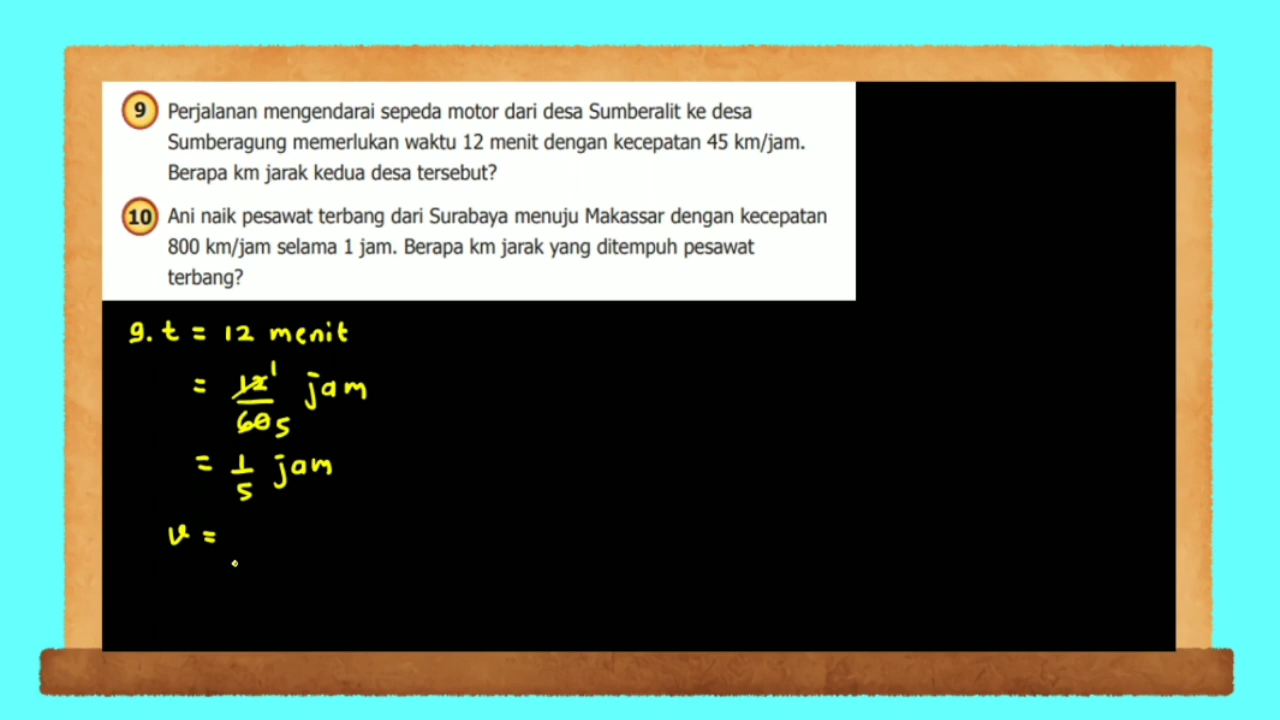 9 Perjalanan mengendarai sepeda motor dari desa Sumberalit ke desa
Sumberagung memerlukan waktu 12 menit dengan kecepatan 45 km/jam.
Berapa km jarak kedua desa tersebut?
10 Ani naik pesawat terbang dari Surabaya menuju Makassar dengan kecepatan
800 km/jam selama 1 jam. Berapa km jarak yang ditempuh pesawat
terbang?
9. t = 12 menit
= 12 1 jam
60 5
= 1 jam
5
v =